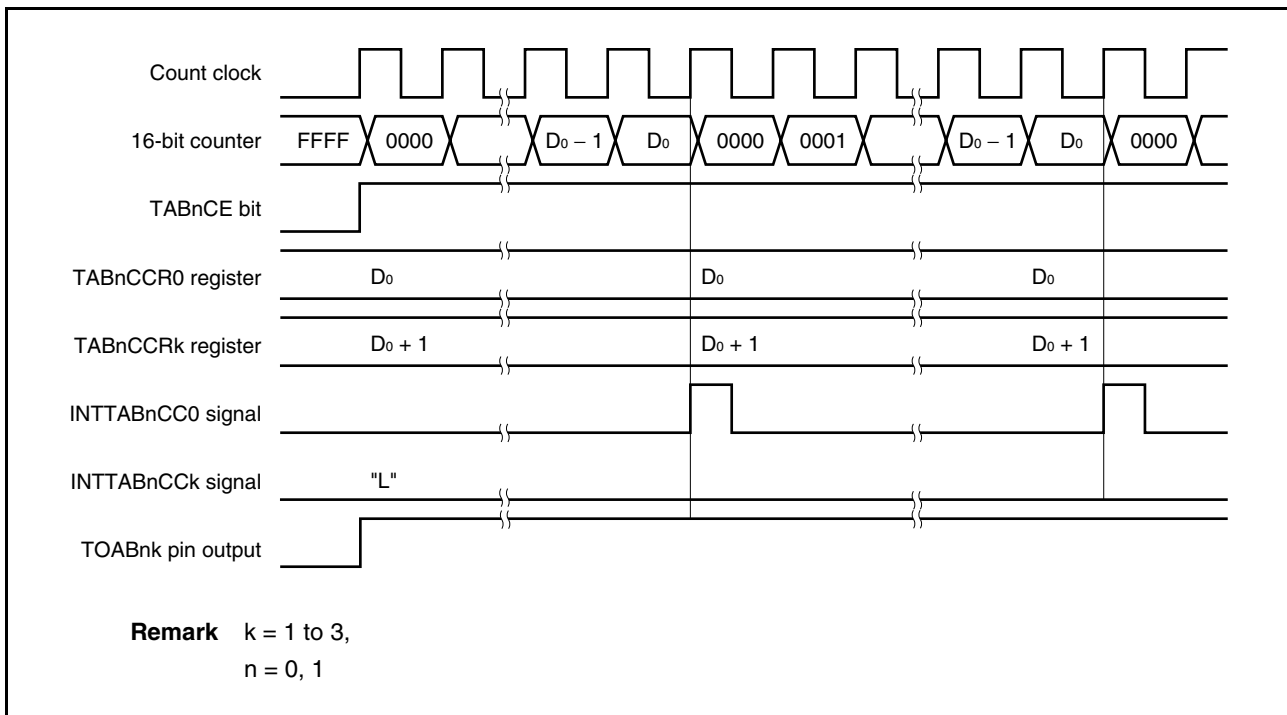 Count clock
16-bit counter FFFF 0000 D0 − 1 D0 0000 0001 D0 − 1 D0 0000
TABnCE bit
TABnCCR0 register D0 D0 D0
TABnCCRk register D0 + 1 D0 + 1 D0 + 1
INTTABnCC0 signal
INTTABnCCk signal "L"
TOABnk pin output
Remark k = 1 to 3,
n = 0, 1